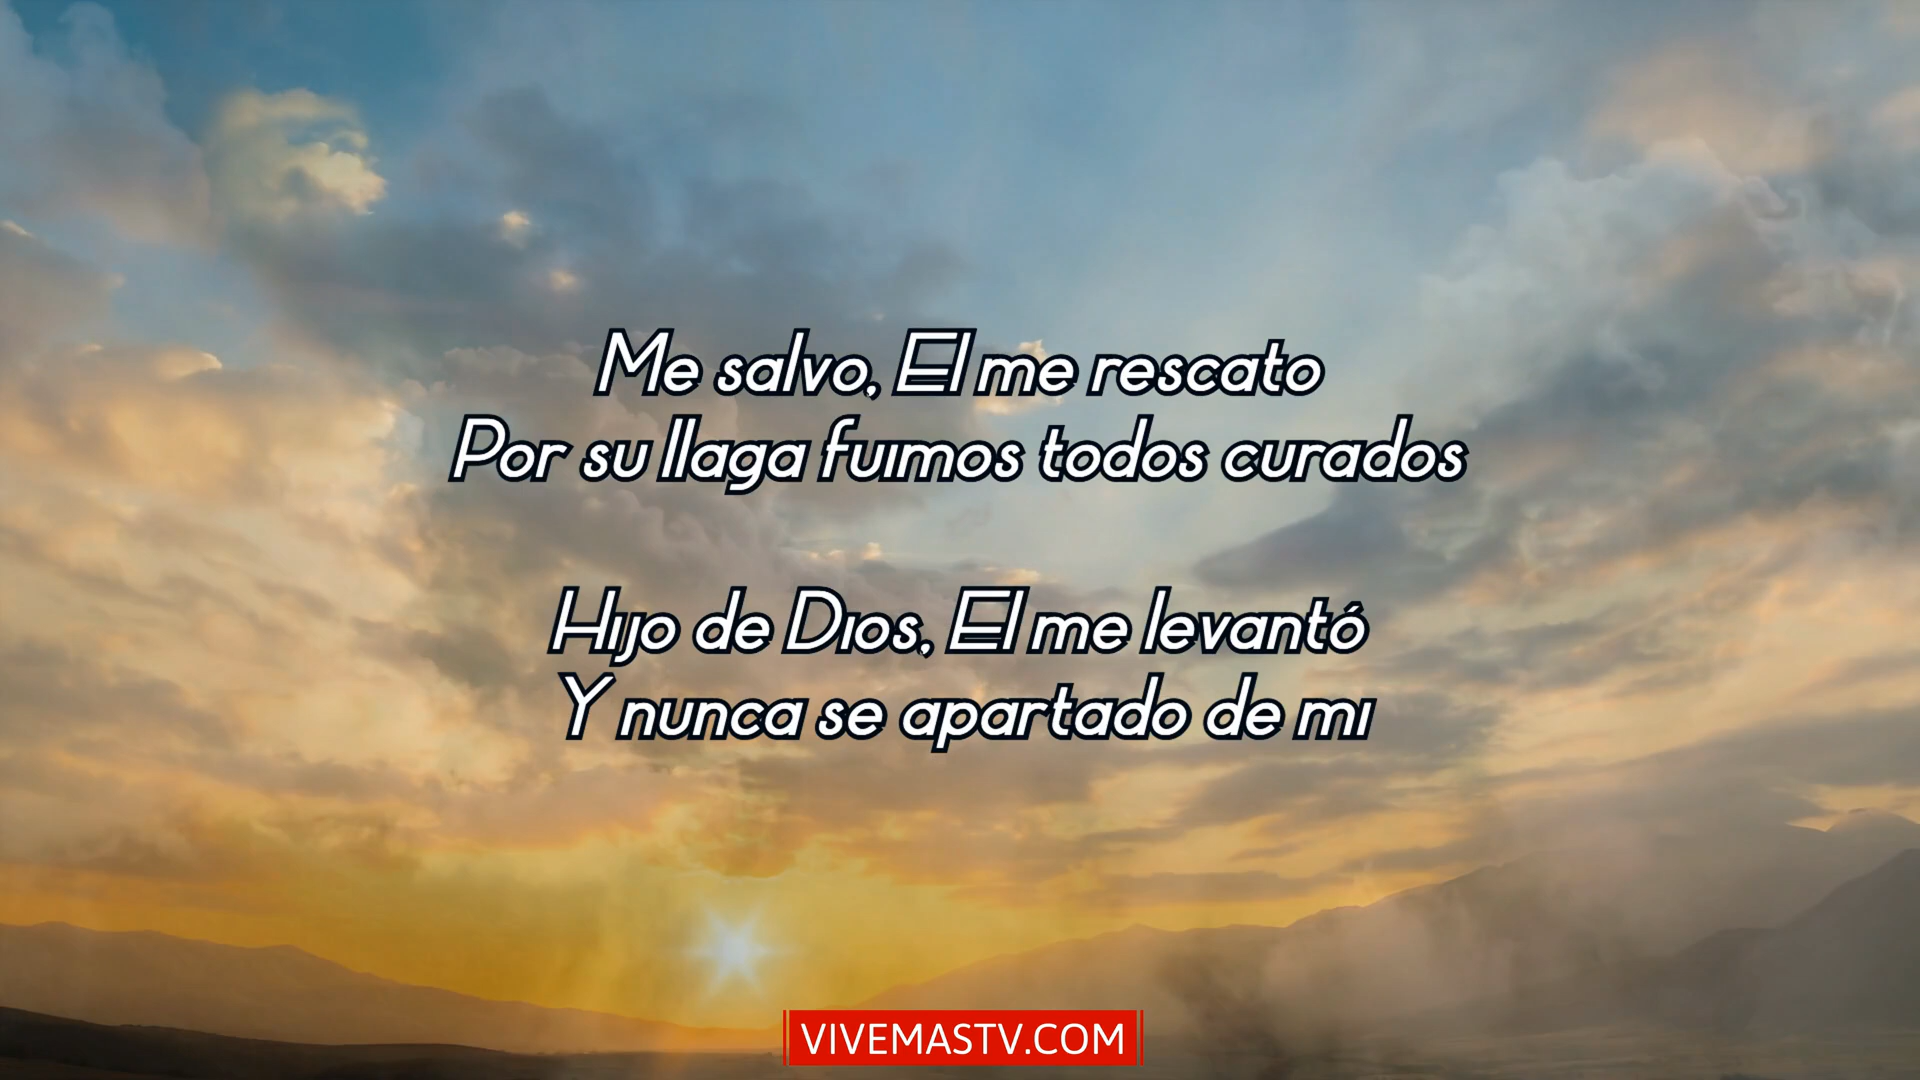 Me salvo, El me rescato
Por su llaga fuimos todos curados
Hijo de Dios, El me levantó
Y nunca se apartado de mi
VIVEMASTV.COM